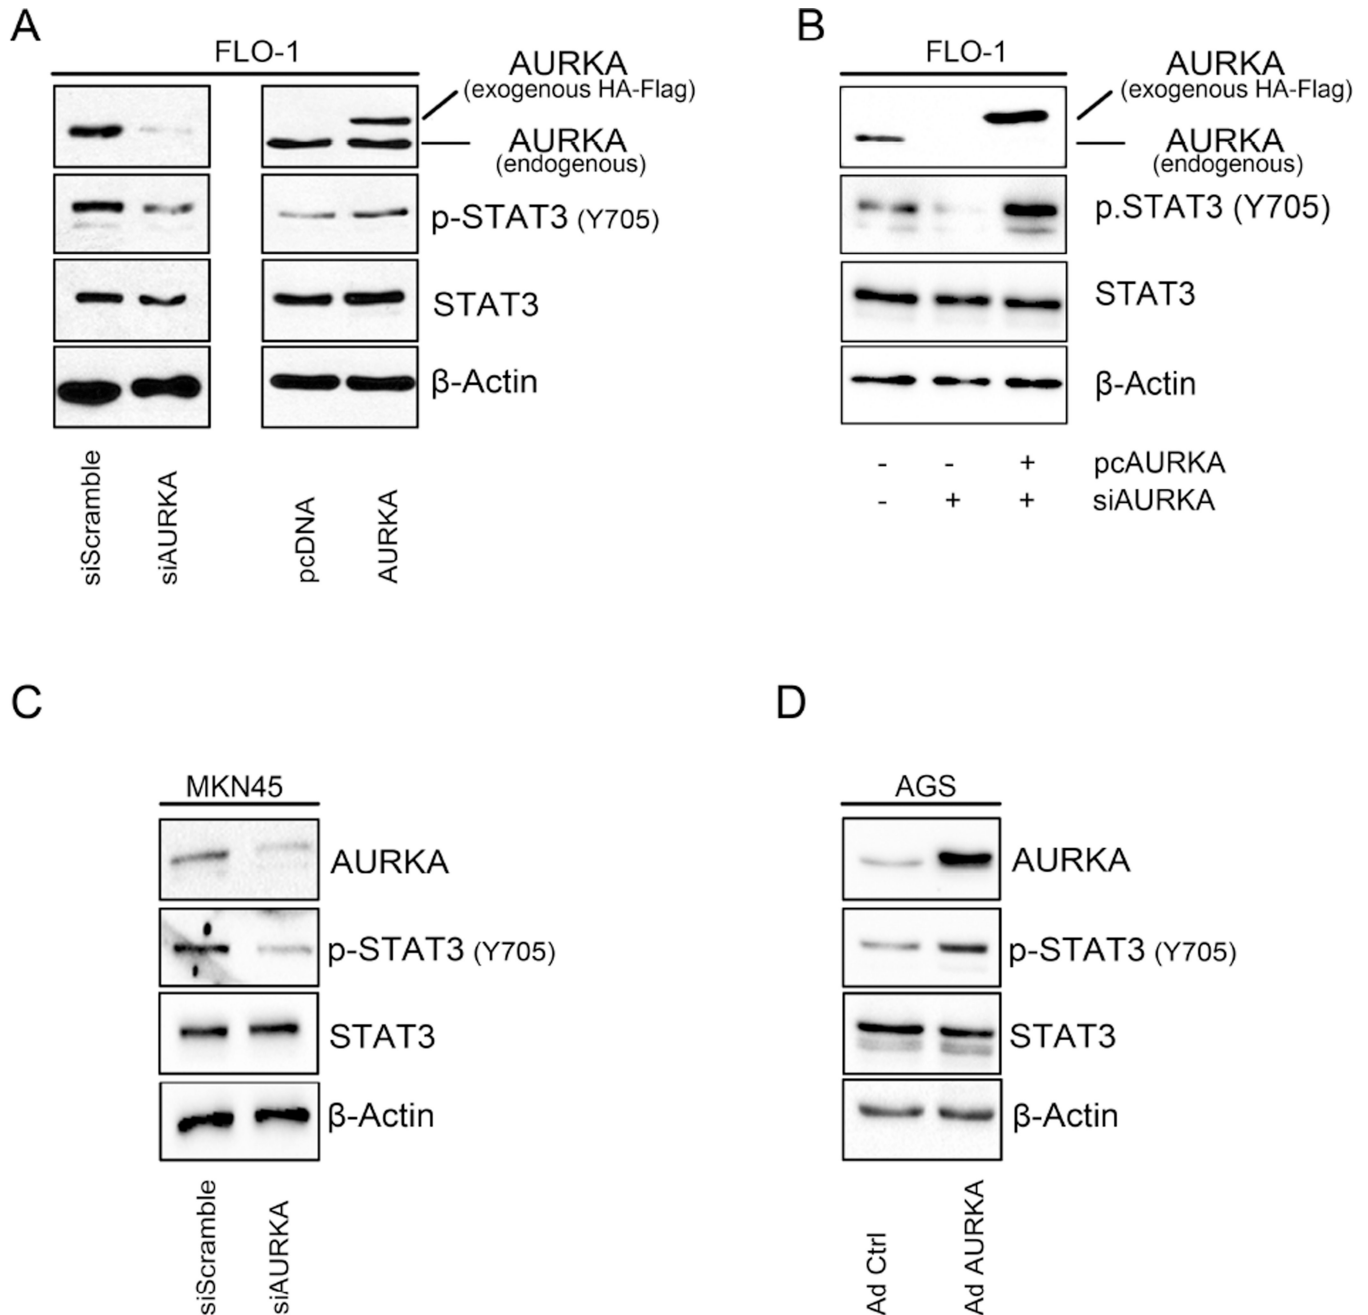 A
FLO-1
AURKA
(exogenous HA-Flag)
AURKA
(endogenous)
p-STAT3 (Y705)
STAT3
β-Actin
siScramble
siAURKA
pcDNA
AURKA
B
FLO-1
AURKA
(exogenous HA-Flag)
AURKA
(endogenous)
p.STAT3 (Y705)
STAT3
β-Actin
- - + pcAURKA
- + + siAURKA
C
MKN45
AURKA
p-STAT3 (Y705)
STAT3
β-Actin
siScramble
siAURKA
D
AGS
AURKA
p-STAT3 (Y705)
STAT3
β-Actin
Ad Ctrl
Ad AURKA